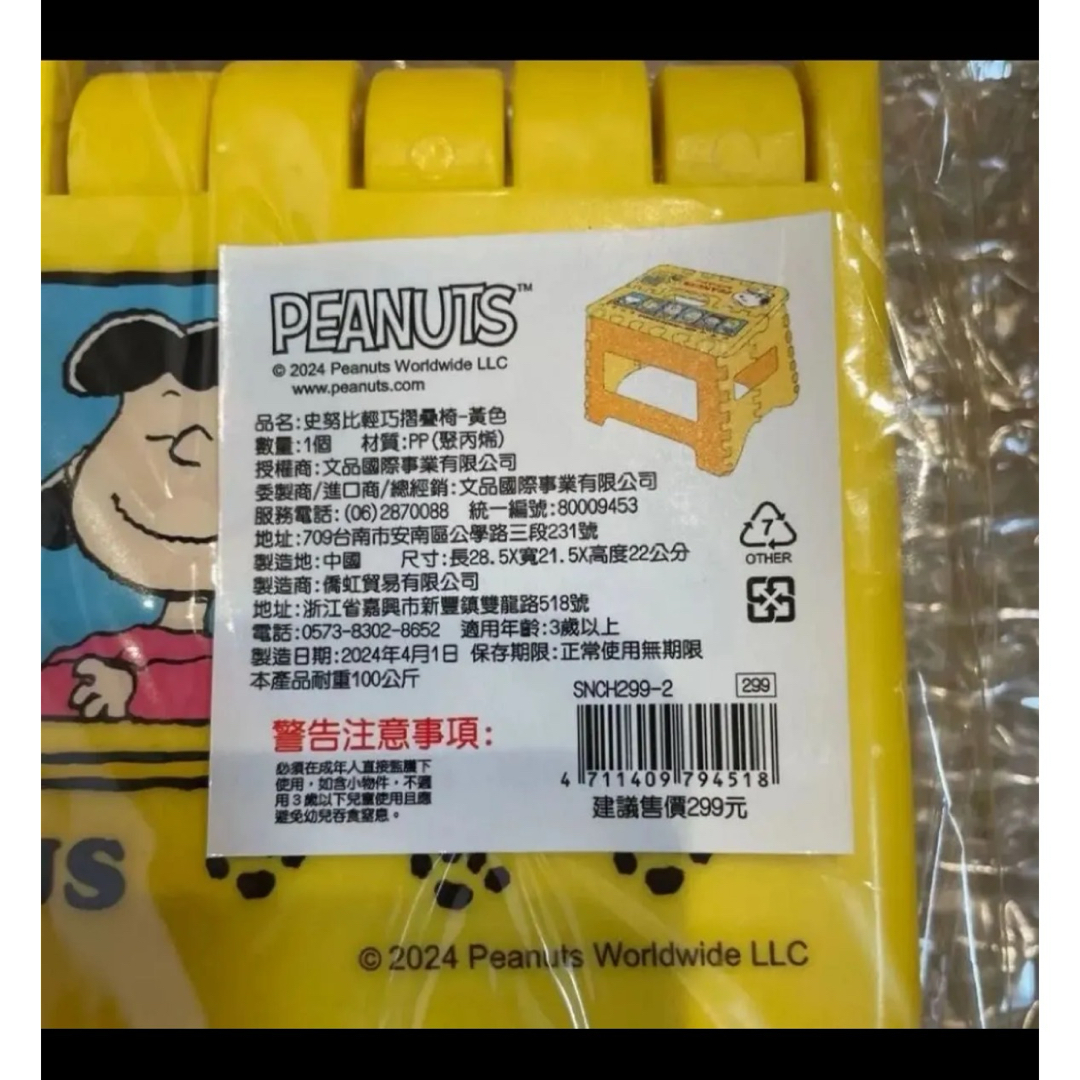 PEANUTS™
© 2024 Peanuts Worldwide LLC
www.peanuts.com
品名:史努比輕巧摺疊椅-黃色
數量:1個 材質:PP(聚丙烯)
授權商:文品國際事業有限公司
委製商/進口商/總經銷:文品國際事業有限公司
服務電話:(06)2870088 統一編號:80009453
地址:709台南市安南區公學路三段231號
製造地:中國 尺寸:長28.5X寬21.5X高度22公分
製造商:僑虹貿易有限公司
地址:浙江省嘉興市新豐鎮雙龍路518號
電話:0573-8302-8652 適用年齡:3歲以上
製造日期:2024年4月1日 保存期限:正常使用無期限
本產品耐重100公斤
7
OTHER
SNCH299-2 299
4 711409 794518
建議售價299元
警告注意事項:
必須在成年人直接監護下
使用，如含小物件，不適
用3歲以下兒童使用且應
避免幼兒吞食窒息。
US
© 2024 Peanuts Worldwide LLC